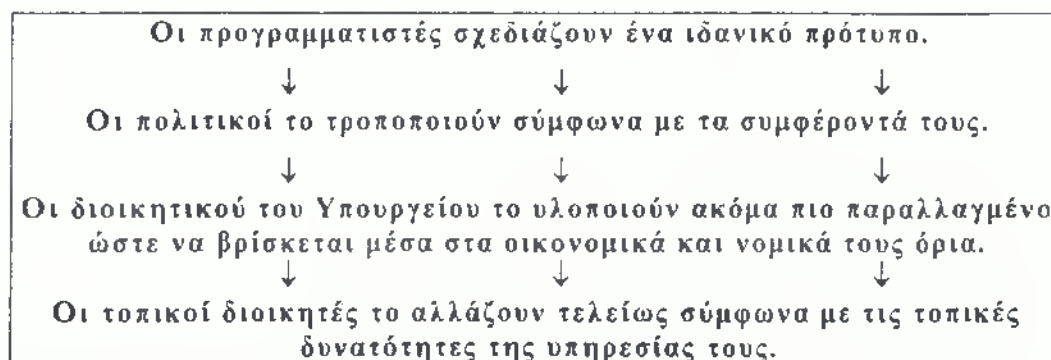 Οι προγραμματιστές σχεδιάζουν ένα ιδανικό πρότυπο.
↓ ↓ ↓
Οι πολιτικοί το τροποποιούν σύμφωνα με τα συμφέροντά τους.
↓ ↓ ↓
Οι διοικητικού του Υπουργείου το υλοποιούν ακόμα πιο παραλλαγμένο
ώστε να βρίσκεται μέσα στα οικονομικά και νομικά τους όρια.
↓ ↓ ↓
Οι τοπικοί διοικητές το αλλάζουν τελείως σύμφωνα με τις τοπικές
δυνατότητες της υπηρεσίας τους.